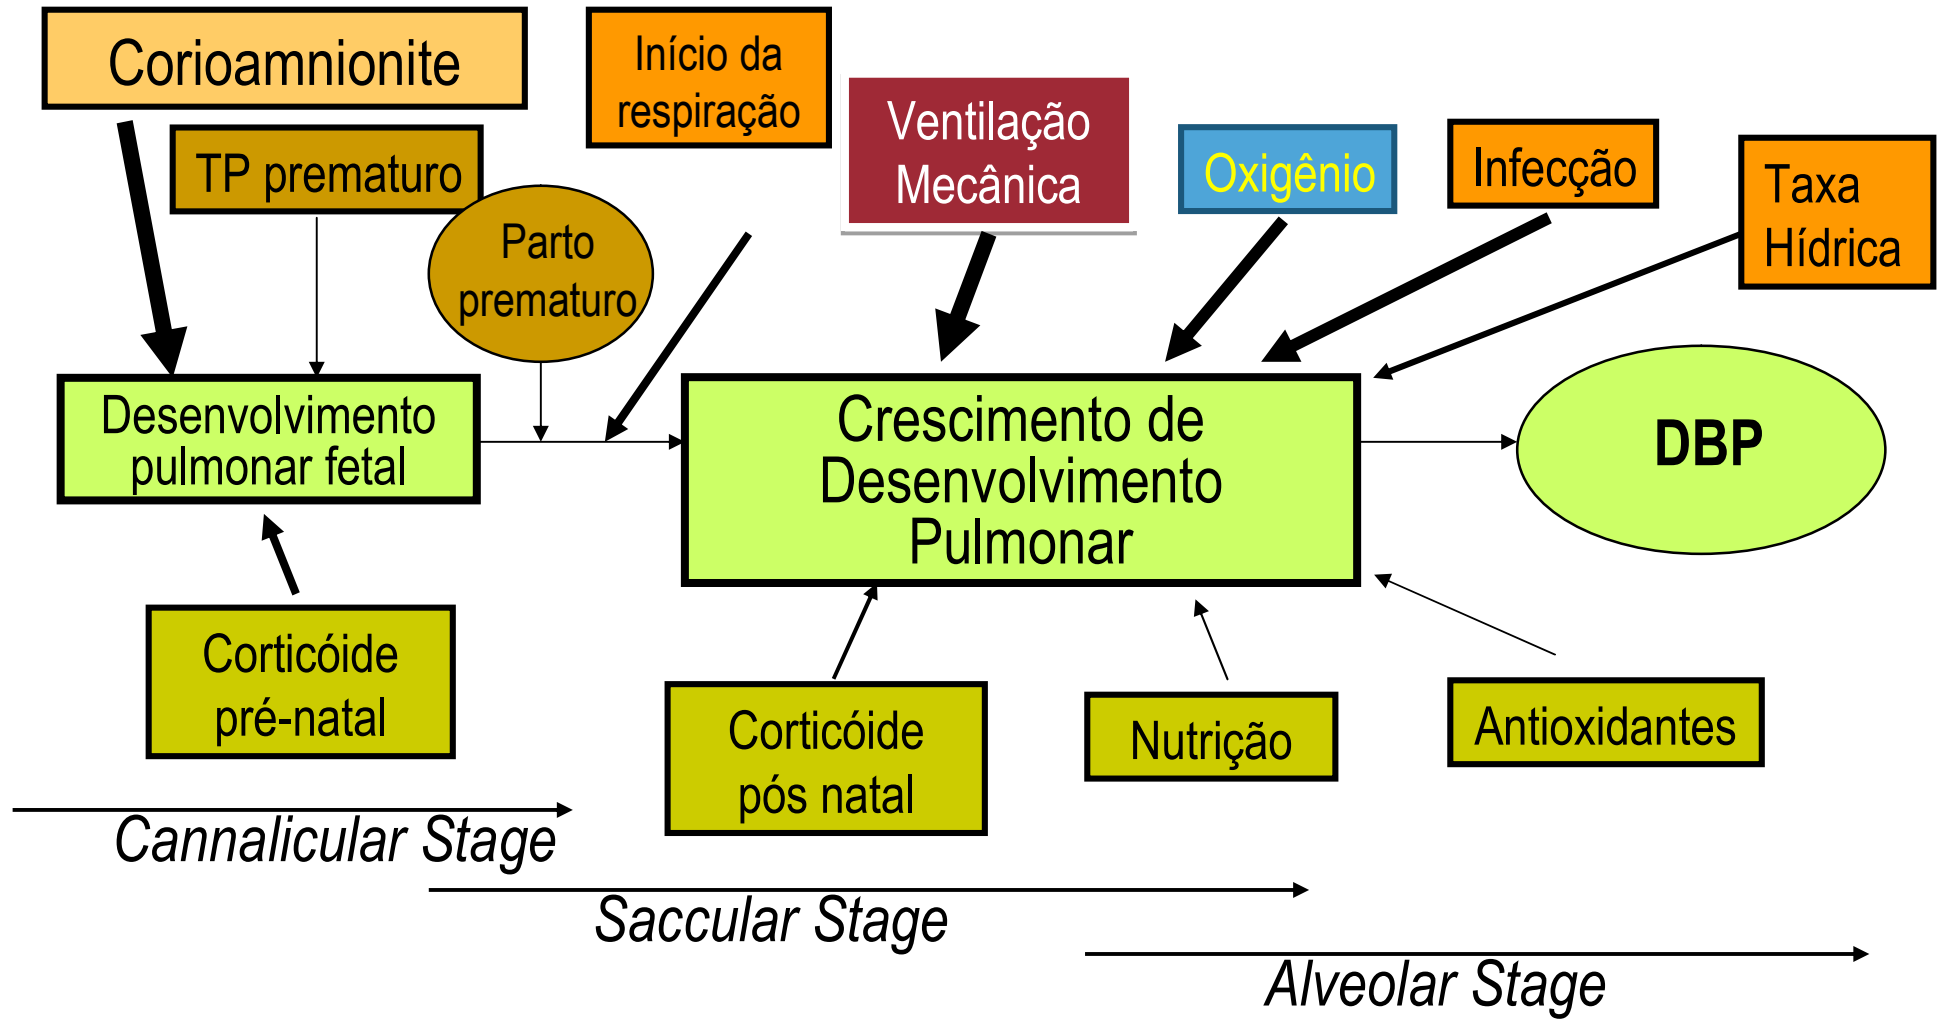 Corioamnionite
Início da
respiração
Ventilação
Mecânica
TP prematuro
Oxigênio
Infecção
Taxa
Hídrica
Parto
prematuro
Desenvolvimento
pulmonar fetal
Crescimento de
Desenvolvimento
Pulmonar
DBP
Corticóide
pré-natal
Corticóide
pós natal
Nutrição
Antioxidantes
Cannalicular Stage
Saccular Stage
Alveolar Stage